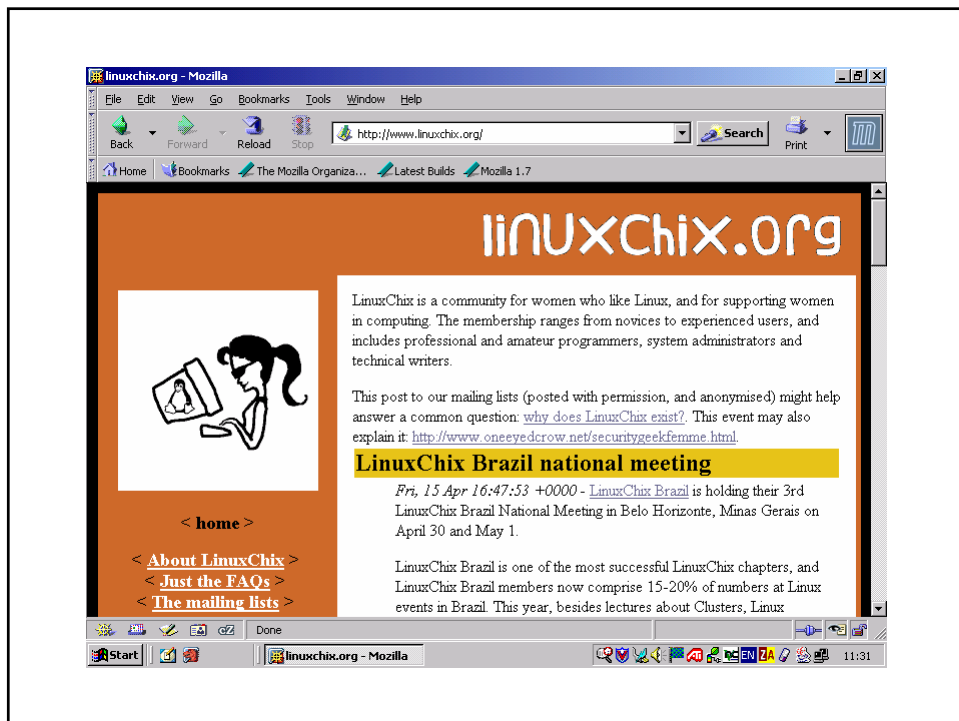 linuxchix.org - Mozilla
File Edit View Go Bookmarks Tools Window Help
Back Forward Reload Stop http://www.linuxchix.org/ Search Print
Home Bookmarks The Mozilla Organiza... Latest Builds Mozilla 1.7
linuxchix.org
LinuxChix is a community for women who like Linux, and for supporting women
in computing. The membership ranges from novices to experienced users, and
includes professional and amateur programmers, system administrators and
technical writers.
This post to our mailing lists (posted with permission, and anonymised) might help
answer a common question: why does LinuxChix exist?. This event may also
explain it: http://www.oneeyedcrow.net/securitygeekfemme.html.
LinuxChix Brazil national meeting
Fri, 15 Apr 16:47:53 +0000 - LinuxChix Brazil is holding their 3rd
LinuxChix Brazil National Meeting in Belo Horizonte, Minas Gerais on
April 30 and May 1.
LinuxChix Brazil is one of the most successful LinuxChix chapters, and
LinuxChix Brazil members now comprise 15-20% of numbers at Linux
events in Brazil. This year, besides lectures about Clusters, Linux
< home >
< About LinuxChix >
< Just the FAQs >
< The mailing lists >
Done
Start linuxchix.org - Mozilla EN ZA 11:31